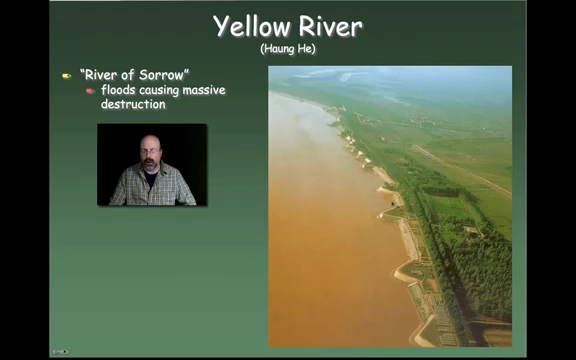 Yellow River
(Haung He)
"River of Sorrow"
floods causing massive
destruction